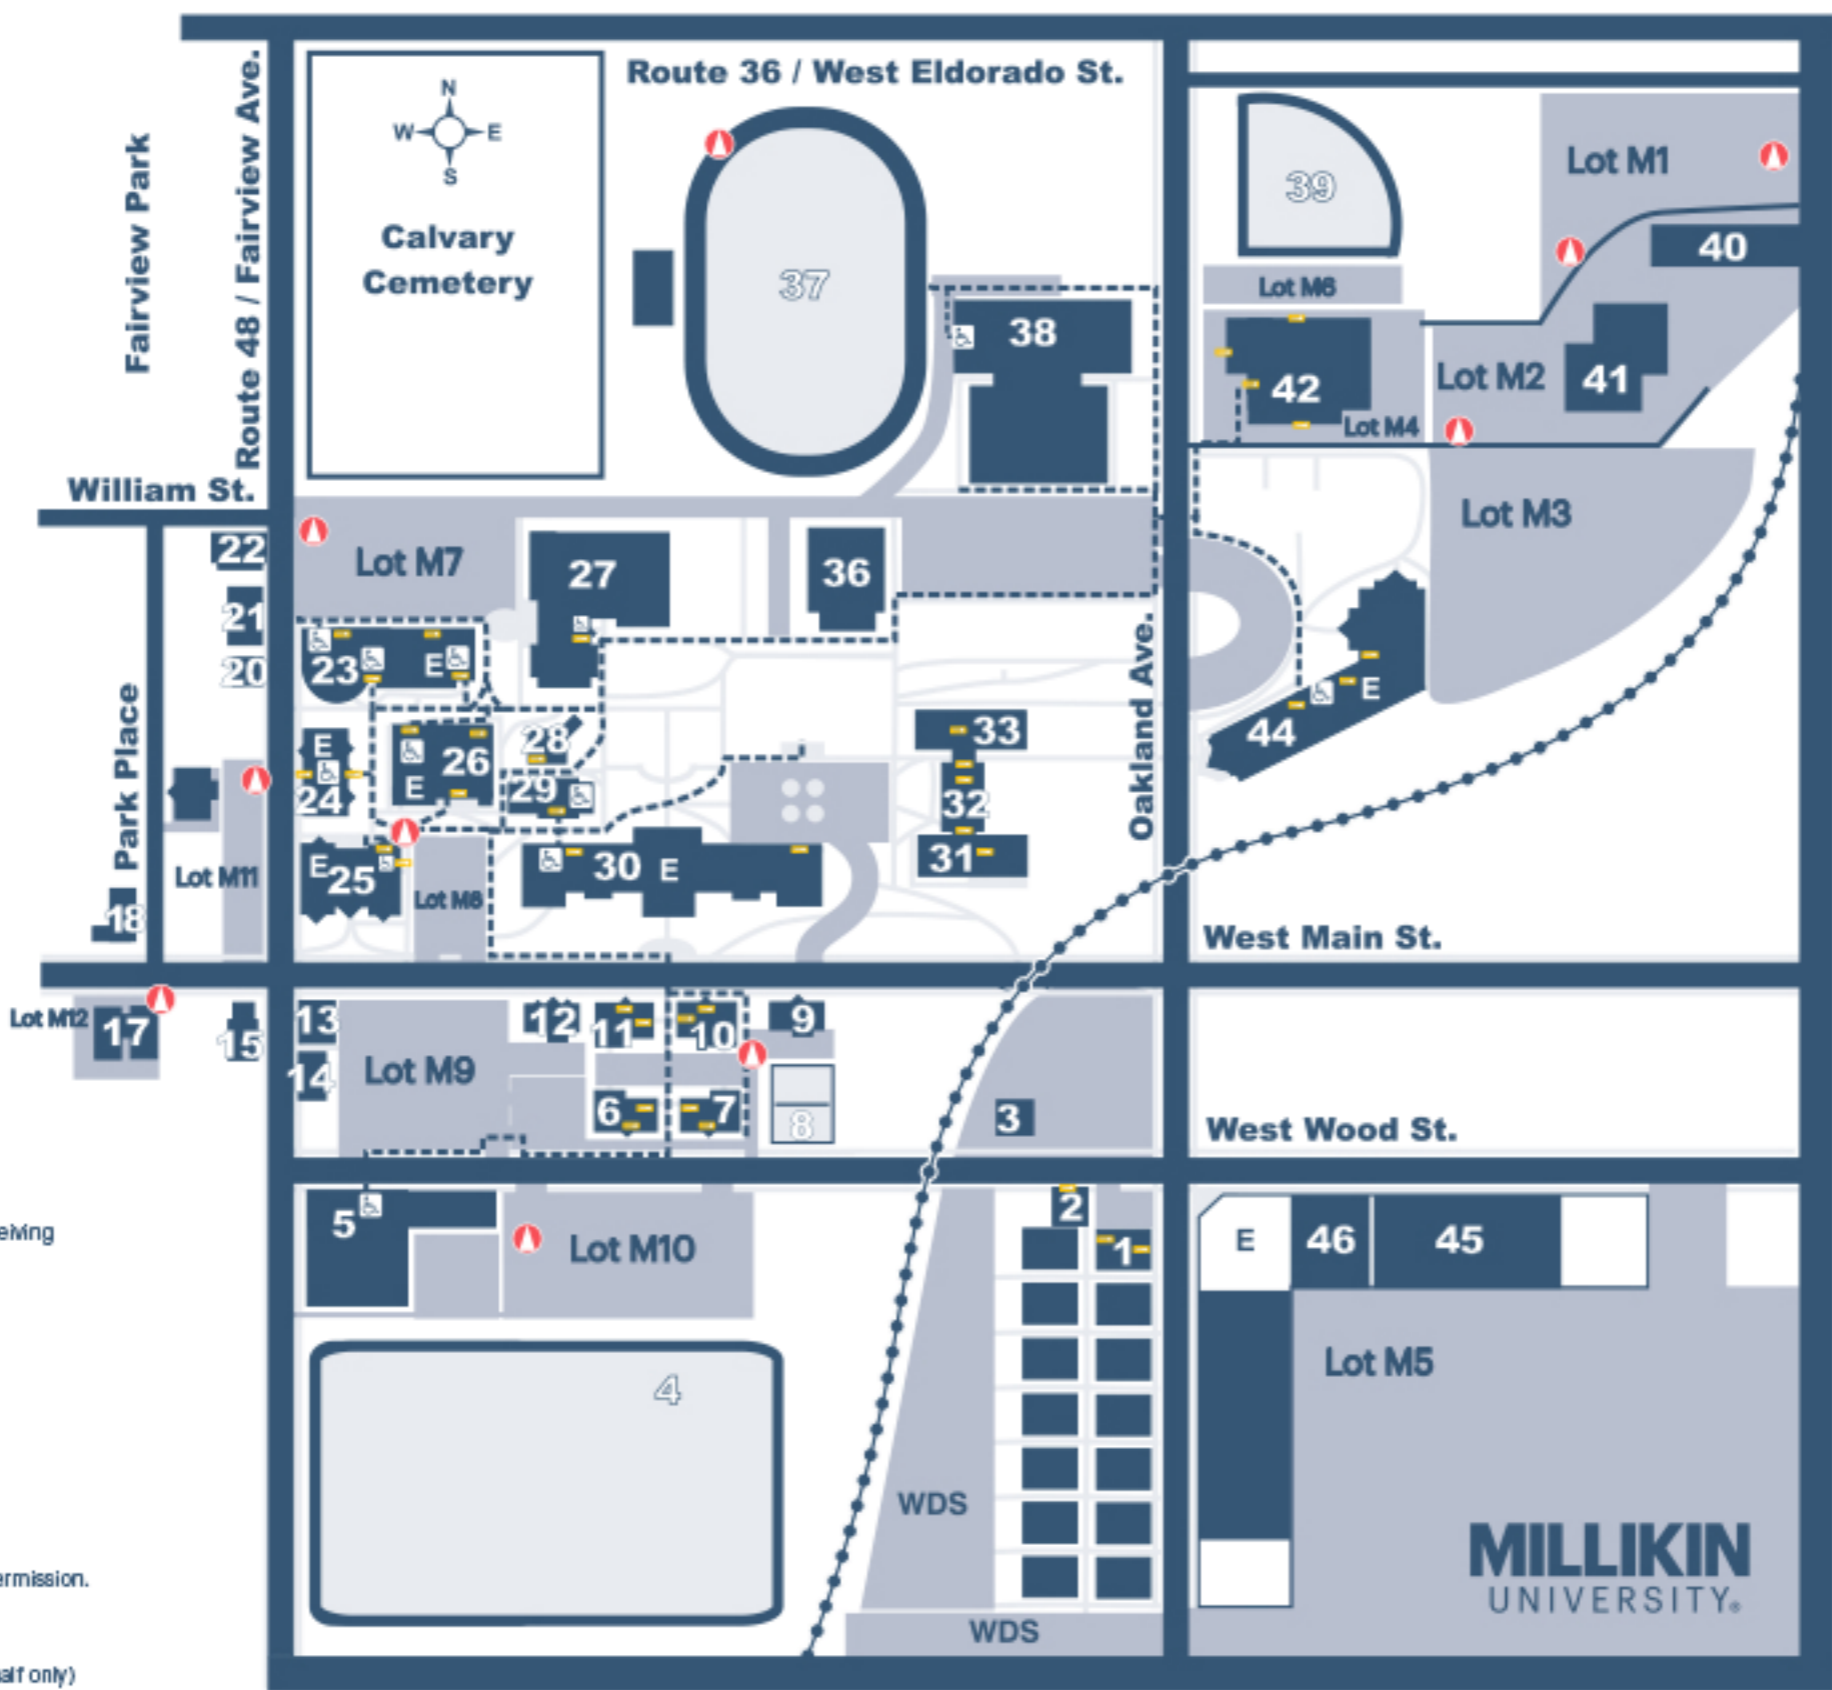 Route 36 / West Eldorado St.
Route 48 / Fairview Ave.
Fairview Park
N
W E
S
Calvary
Cemetery
37
38
39
Lot M1
40
Lot M6
42
Lot M4
Lot M2
41
Lot M3
William St.
Lot M7
22
21
20
27
36
23
E
Oakland Ave.
Park Place
E
24
26
E
28
29
33
32
31
44
E
E
25
30
E
Lot M8
Lot M11
18
West Main St.
Lot M12
17
15
13
14
Lot M9
12
11
10
9
6
7
8
3
West Wood St.
5
Lot M10
2
1
E
46
45
Lot M5
4
WDS
WDS
MILLIKIN
UNIVERSITY®
eiving
ermission.
alf only)